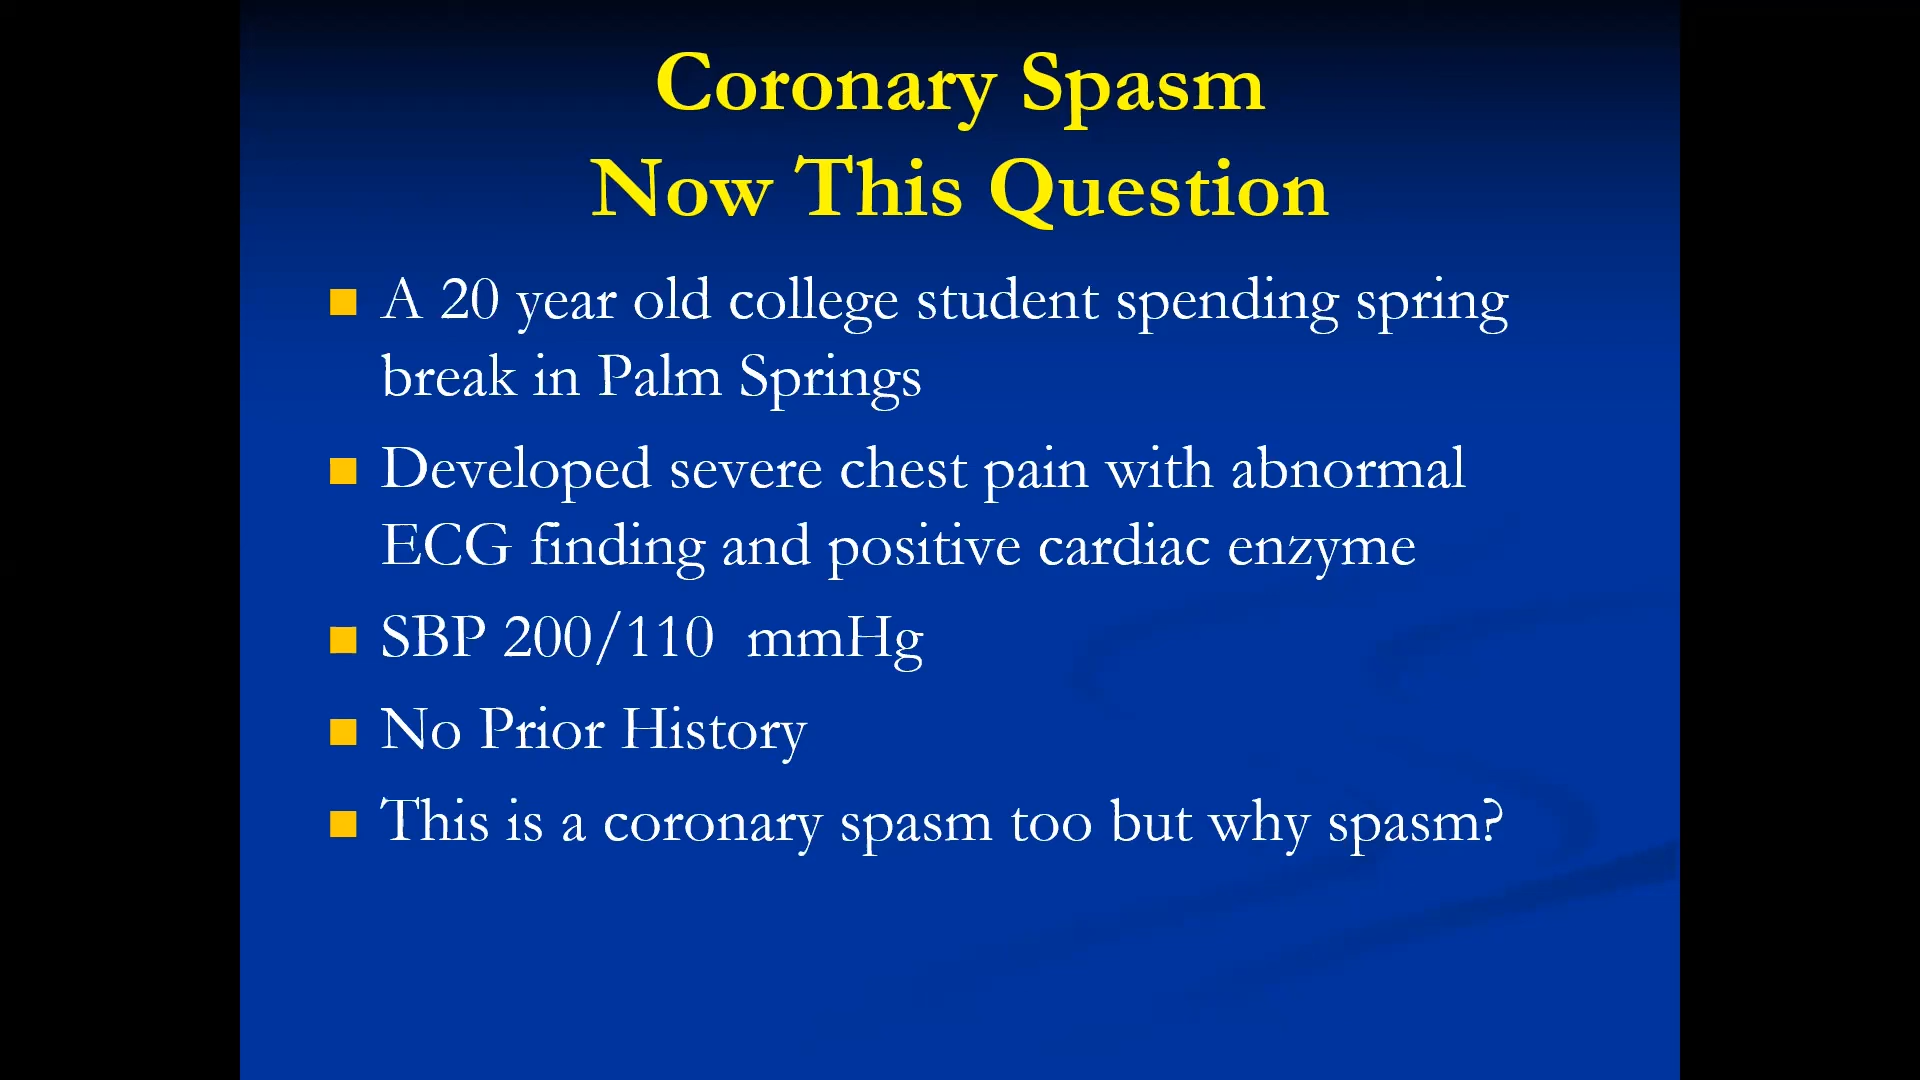 Coronary Spasm
Now This Question
A 20 year old college student spending spring
break in Palm Springs
Developed severe chest pain with abnormal
ECG finding and positive cardiac enzyme
SBP 200/110 mmHg
No Prior History
This is a coronary spasm too but why spasm?